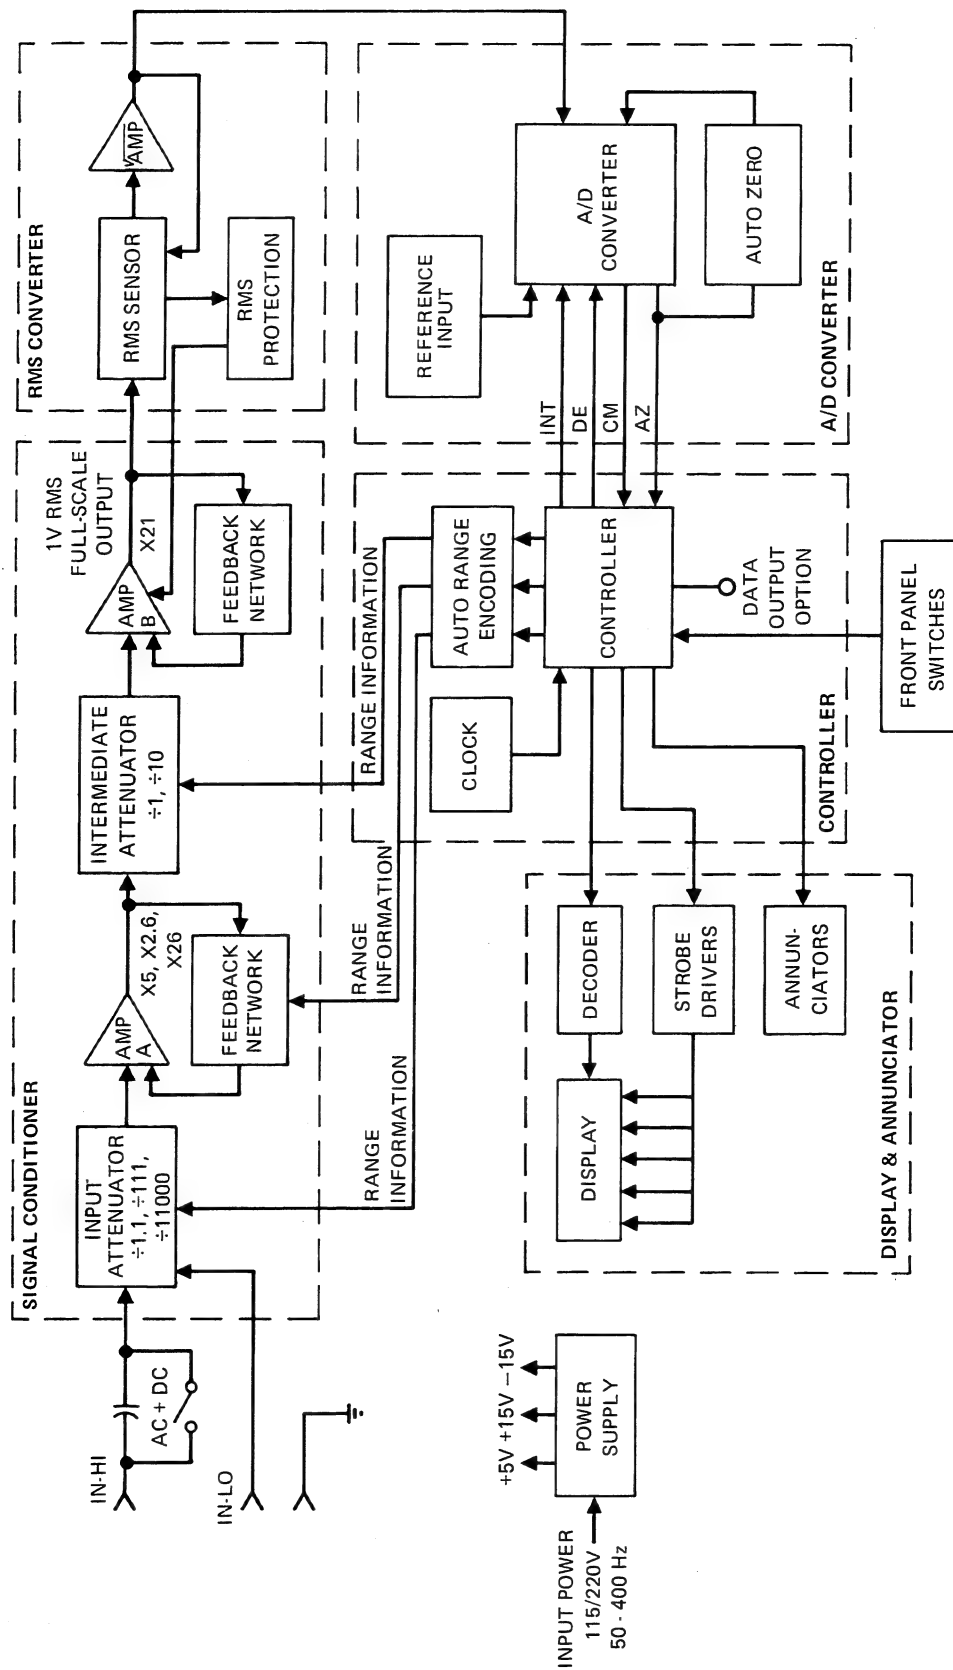 SIGNAL CONDITIONER
IN-HI
AC + DC
IN-LO
INPUT
ATTENUATOR
÷1.1, ÷111,
÷11000
AMP
A
X5, X2.6,
X26
FEEDBACK
NETWORK
INTERMEDIATE
ATTENUATOR
÷1, ÷10
AMP
B
1V RMS
FULL-SCALE
OUTPUT
X21
FEEDBACK
NETWORK
RMS CONVERTER
RMS SENSOR
√AMP
RMS
PROTECTION
RANGE
INFORMATION
RANGE
INFORMATION
RANGE INFORMATION
INPUT POWER
115/220V
50 - 400 Hz
+5V +15V −15V
POWER
SUPPLY
DISPLAY
DECODER
STROBE
DRIVERS
ANNUN-
CIATORS
DISPLAY & ANNUNCIATOR
CLOCK
AUTO RANGE
ENCODING
CONTROLLER
DATA
OUTPUT
OPTION
CONTROLLER
FRONT PANEL
SWITCHES
INT
DE
CM
AZ
REFERENCE
INPUT
A/D
CONVERTER
AUTO ZERO
A/D CONVERTER